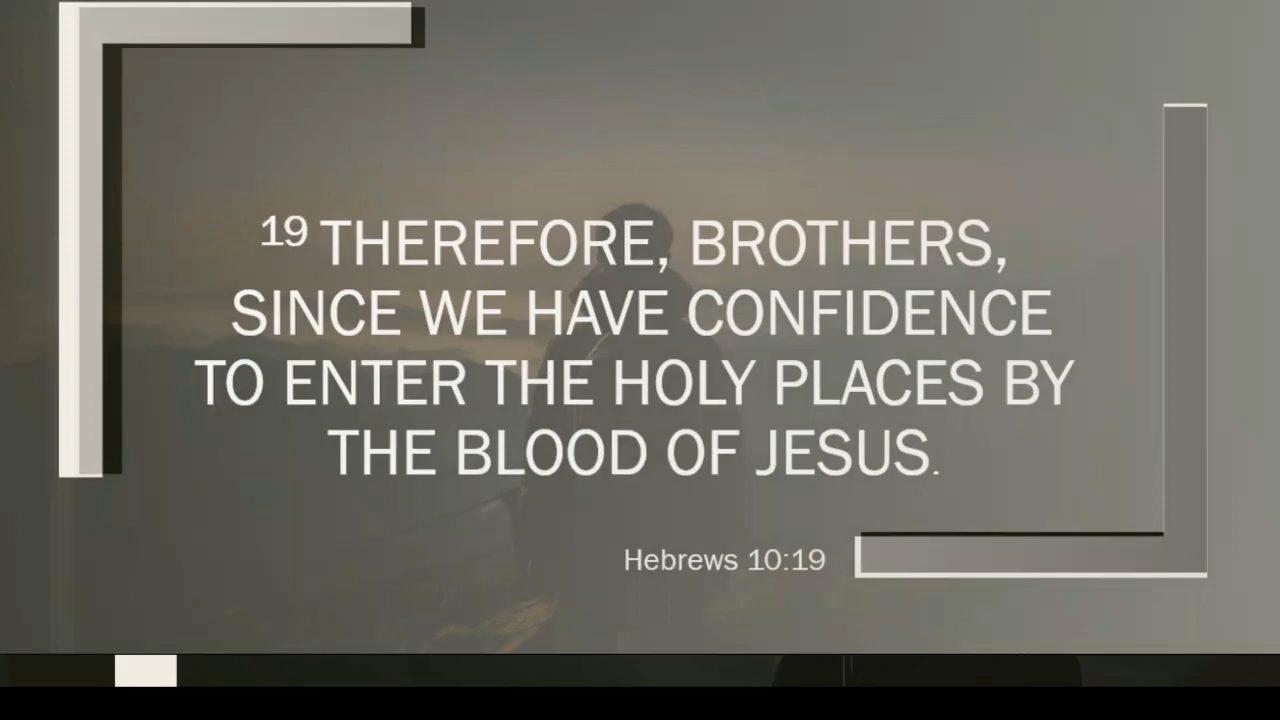 19 THEREFORE, BROTHERS,
SINCE WE HAVE CONFIDENCE
TO ENTER THE HOLY PLACES BY
THE BLOOD OF JESUS.
Hebrews 10:19